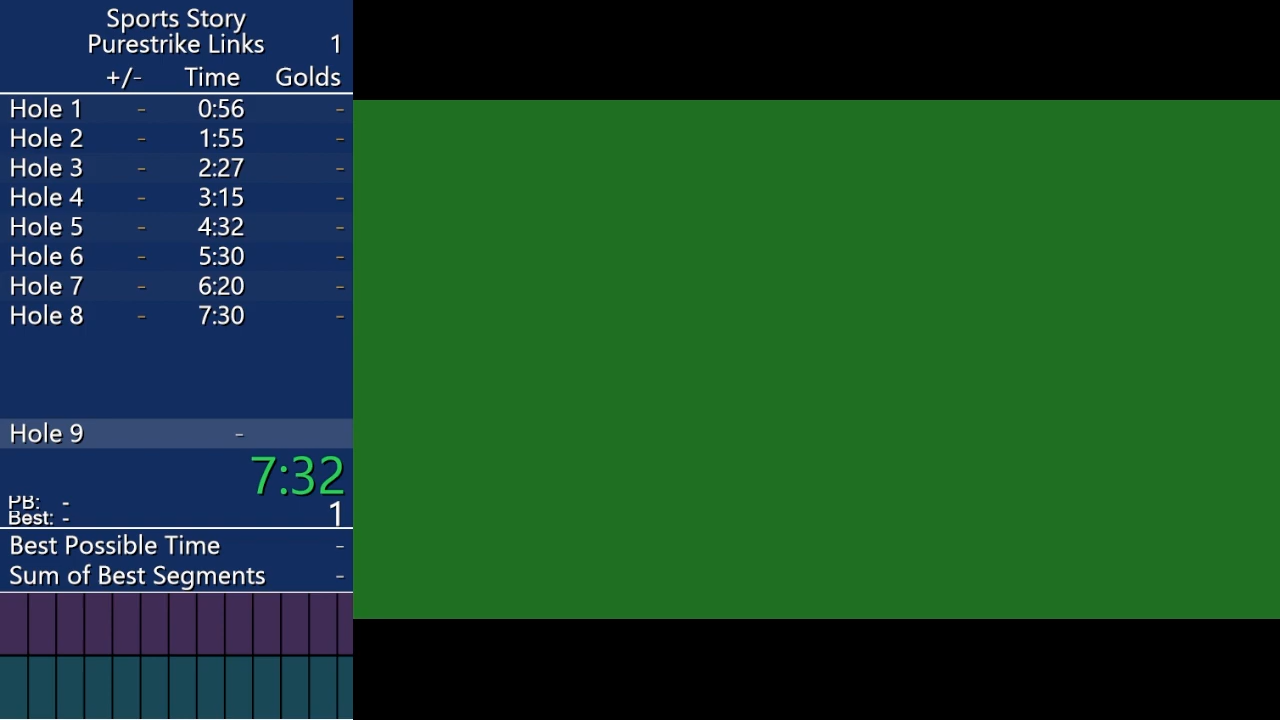 Sports Story
Purestrike Links 1
+/- Time Golds
Hole 1 - 0:56 -
Hole 2 - 1:55 -
Hole 3 - 2:27 -
Hole 4 - 3:15 -
Hole 5 - 4:32 -
Hole 6 - 5:30 -
Hole 7 - 6:20 -
Hole 8 - 7:30 -
Hole 9 -
7:32
PB: -
Best: - 1
Best Possible Time -
Sum of Best Segments -